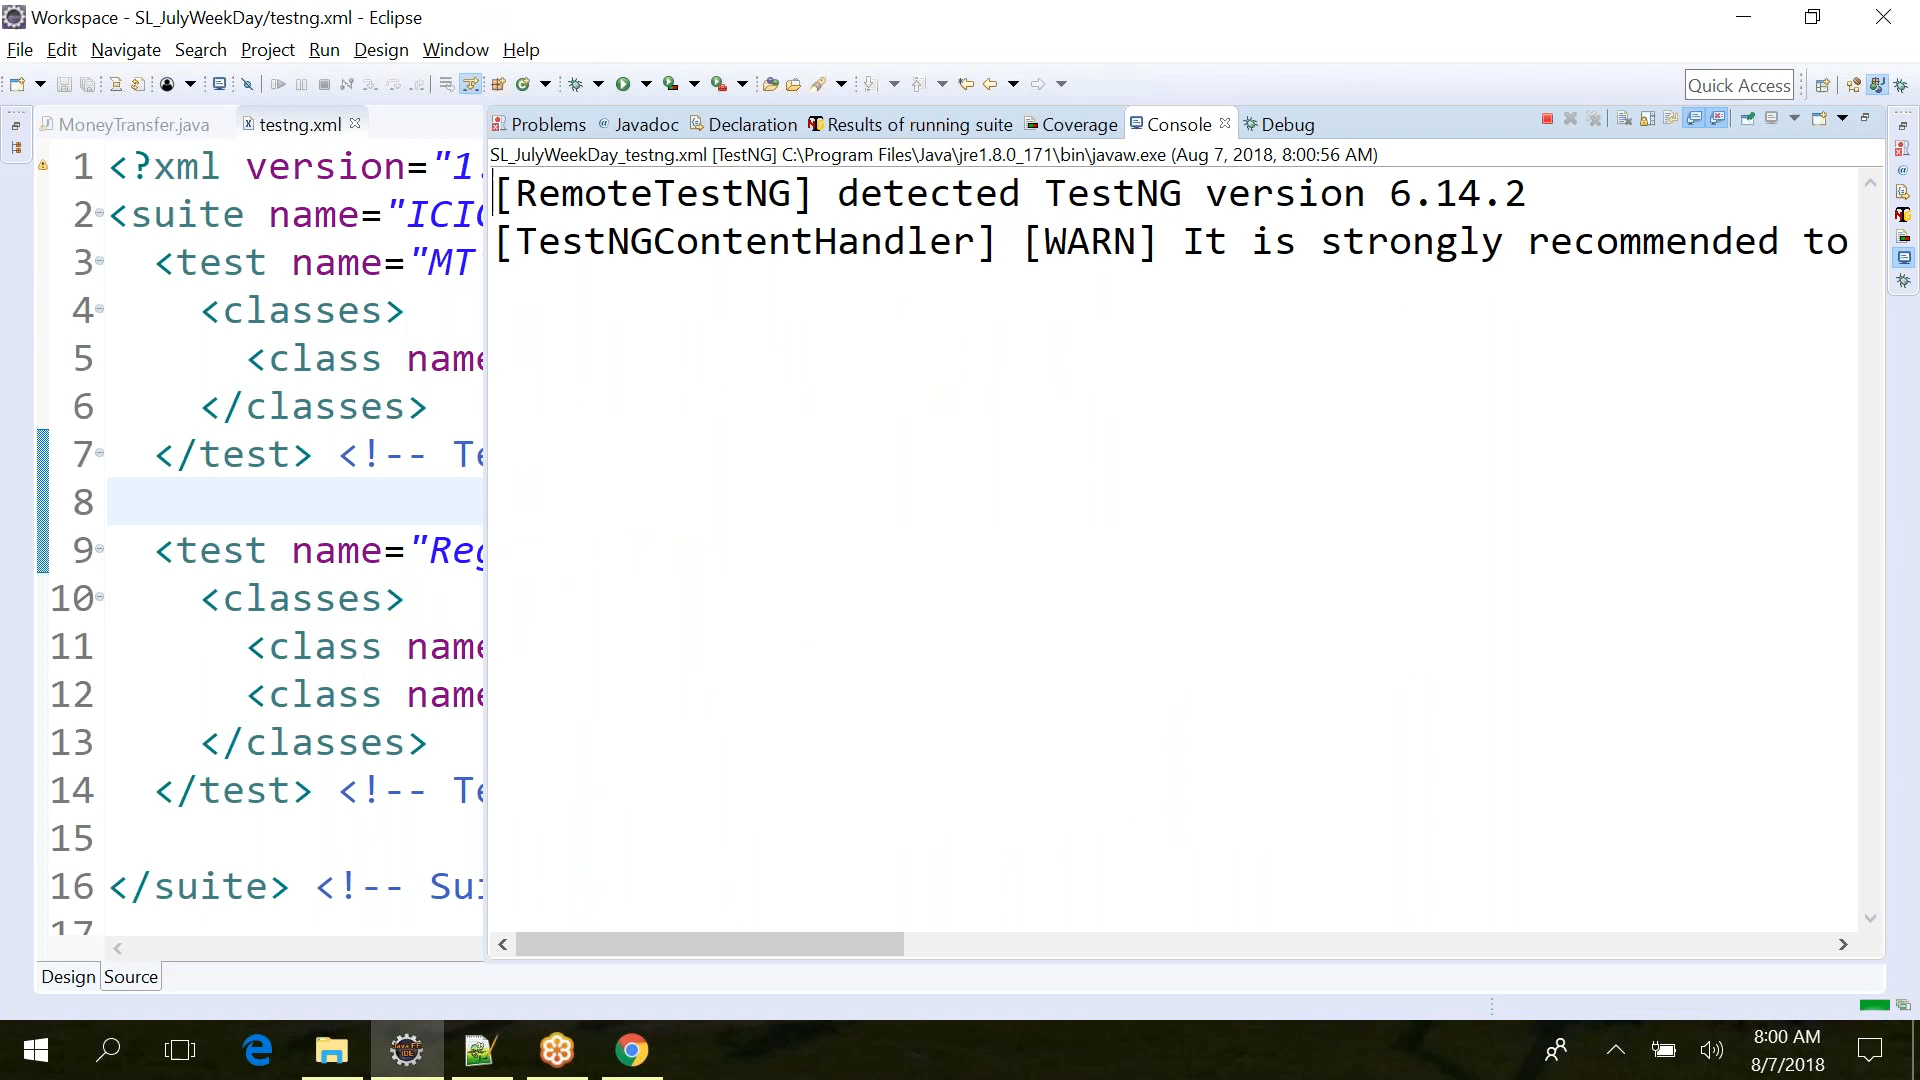 Workspace - SL_JulyWeekDay/testng.xml - Eclipse
File Edit Navigate Search Project Run Design Window Help
Quick Access
MoneyTransfer.java testng.xml
Problems Javadoc Declaration Results of running suite Coverage Console Debug
SL_JulyWeekDay_testng.xml [TestNG] C:\Program Files\Java\jre1.8.0_171\bin\javaw.exe (Aug 7, 2018, 8:00:56 AM)
[RemoteTestNG] detected TestNG version 6.14.2
[TestNGContentHandler] [WARN] It is strongly recommended to
1 <?xml version="1.
2 <suite name="ICIC
3 <test name="MT
4 <classes>
5 <class name
6 </classes>
7 </test> <!-- Te
8
9 <test name="Reg
10 <classes>
11 <class name
12 <class name
13 </classes>
14 </test> <!-- Te
15
16 </suite> <!-- Sui
17
Design Source
8:00 AM
8/7/2018